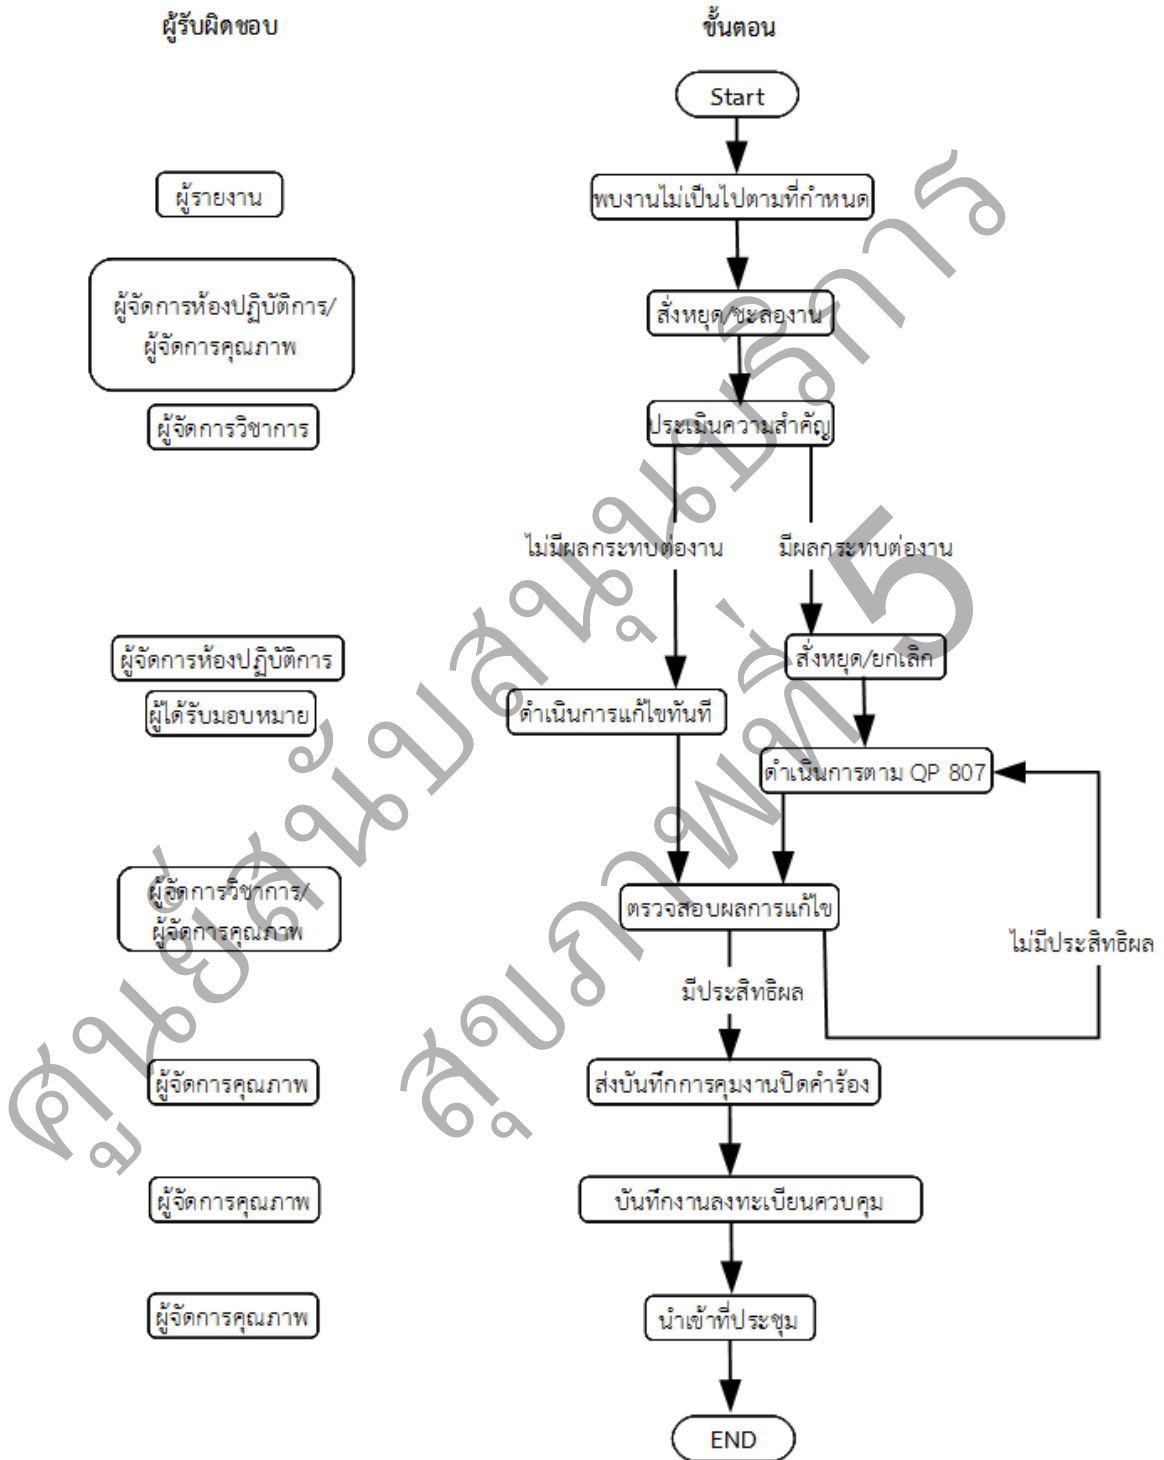 ผู้รับผิดชอบ
ขั้นตอน
Start
ผู้รายงาน
พบงานไม่เป็นไปตามที่กำหนด
ผู้จัดการห้องปฏิบัติการ/
ผู้จัดการคุณภาพ
สั่งหยุด/ชะลองาน
ผู้จัดการวิชาการ
ประเมินความสำคัญ
ไม่มีผลกระทบต่องาน
มีผลกระทบต่องาน
ผู้จัดการห้องปฏิบัติการ
สั่งหยุด/ยกเลิก
ผู้ได้รับมอบหมาย
ดำเนินการแก้ไขทันที
ดำเนินการตาม QP 807
ผู้จัดการวิชาการ/
ผู้จัดการคุณภาพ
ตรวจสอบผลการแก้ไข
ไม่มีประสิทธิผล
มีประสิทธิผล
ผู้จัดการคุณภาพ
ส่งบันทึกการคุมงานปิดคำร้อง
ผู้จัดการคุณภาพ
บันทึกงานลงทะเบียนควบคุม
ผู้จัดการคุณภาพ
นำเข้าที่ประชุม
END
ศูนย์สนับสนุนบริการ
สุขภาพที่ 5